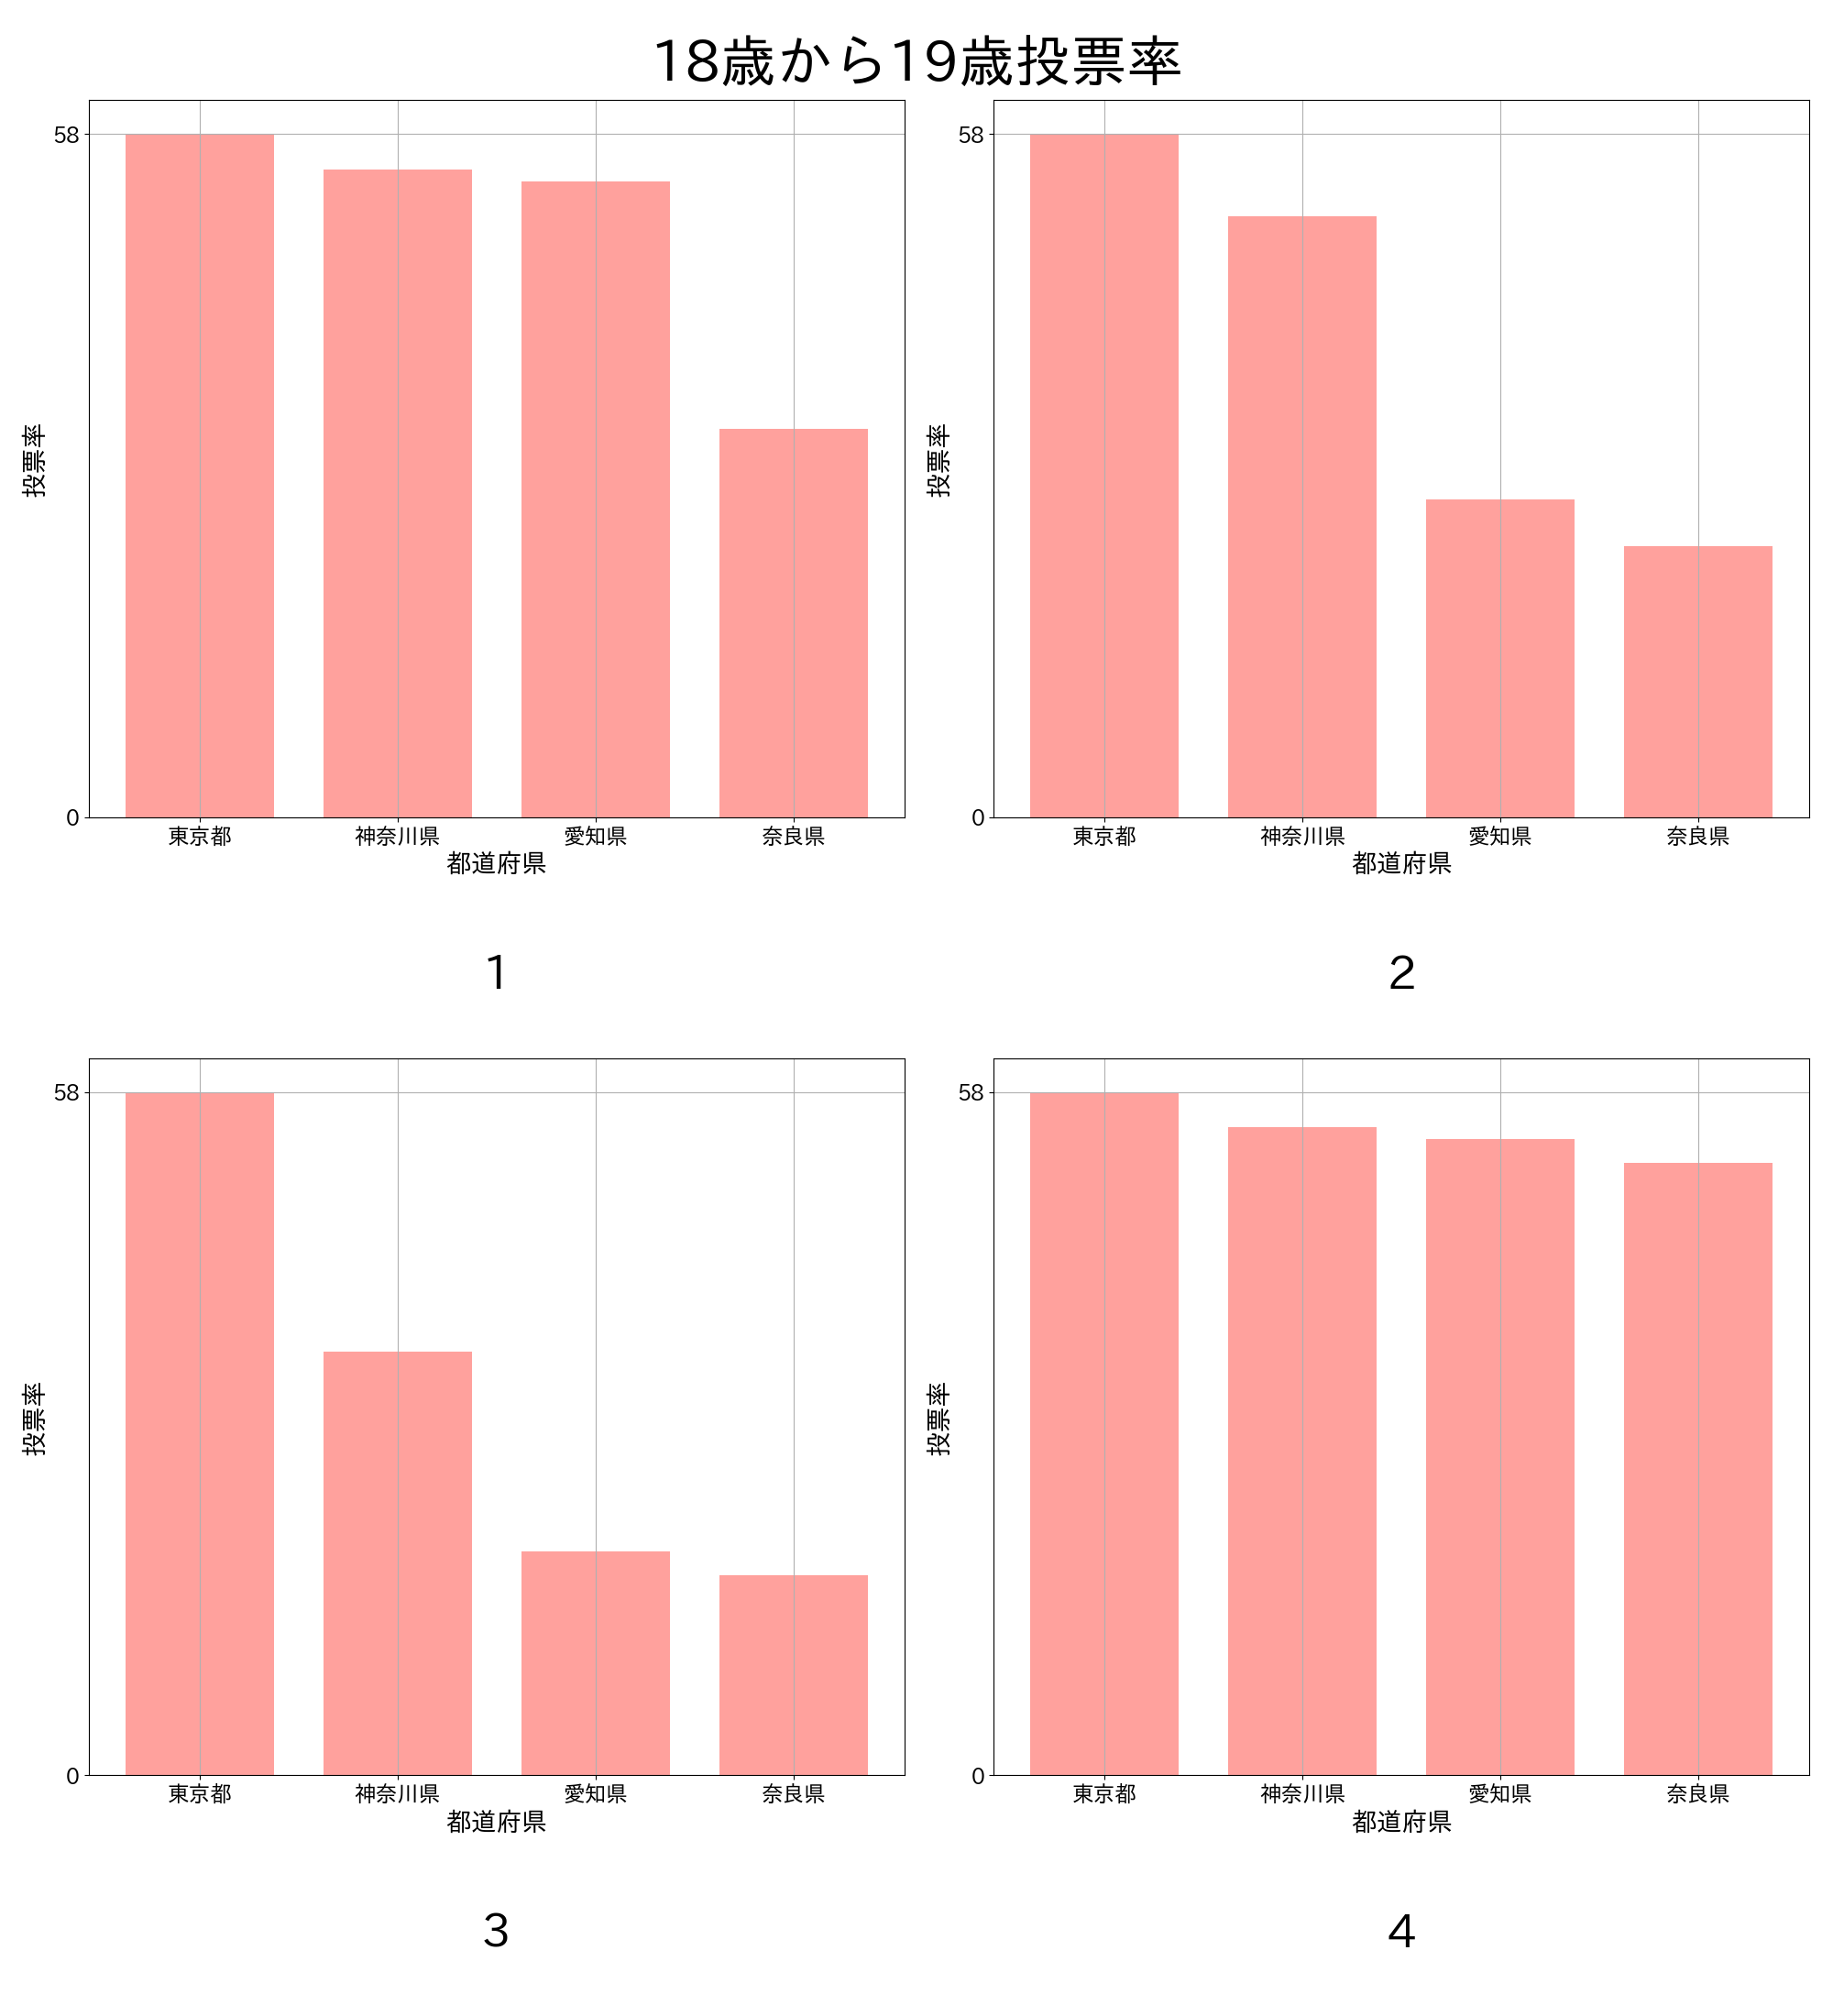 18歳から19歳投票率
58
0
投票率
東京都 神奈川県 愛知県 奈良県
都道府県
1
58
0
投票率
東京都 神奈川県 愛知県 奈良県
都道府県
2
58
0
投票率
東京都 神奈川県 愛知県 奈良県
都道府県
3
58
0
投票率
東京都 神奈川県 愛知県 奈良県
都道府県
4